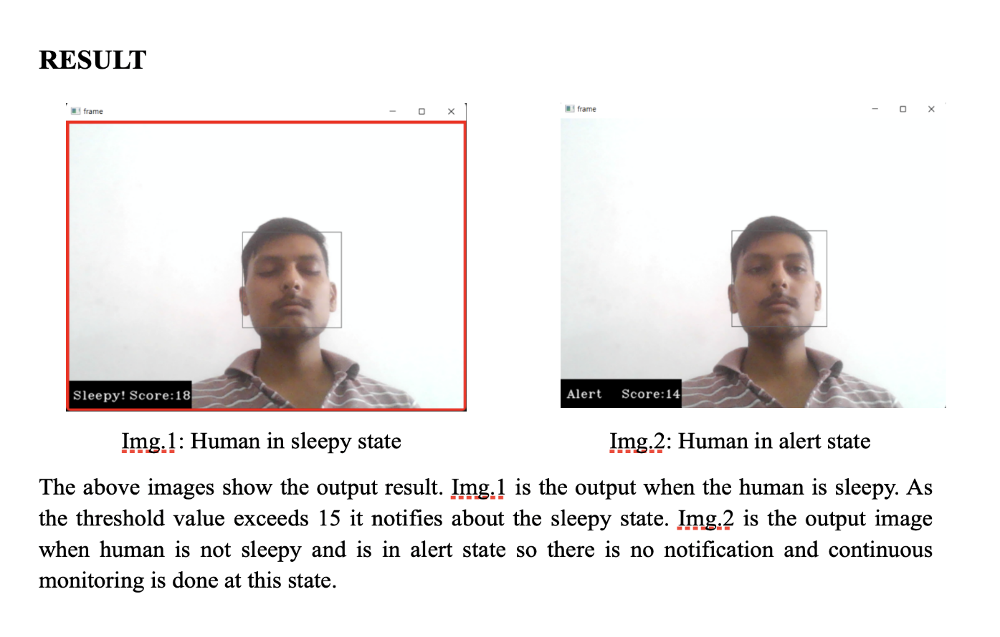 RESULT
frame
frame
Sleepy! Score:18
Alert Score:14
Img.1: Human in sleepy state
Img.2: Human in alert state
The above images show the output result. Img.1 is the output when the human is sleepy. As
the threshold value exceeds 15 it notifies about the sleepy state. Img.2 is the output image
when human is not sleepy and is in alert state so there is no notification and continuous
monitoring is done at this state.